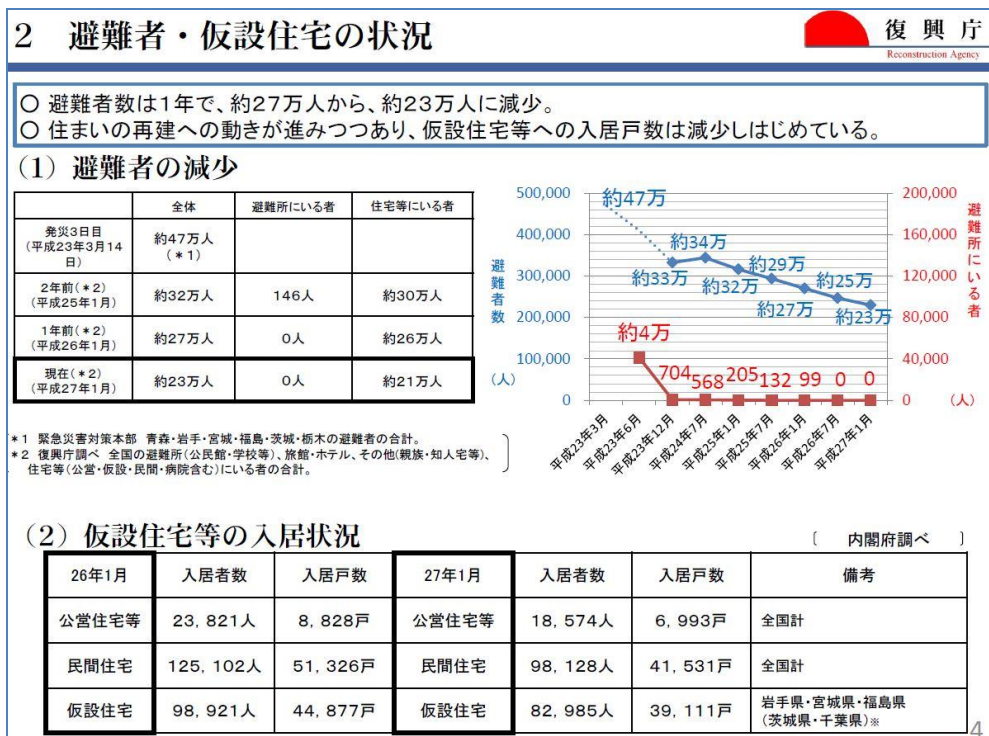 2 避難者・仮設住宅の状況
復興庁
Reconstruction Agency
○ 避難者数は1年で、約27万人から、約23万人に減少。
○ 住まいの再建への動きが進みつつあり、仮設住宅等への入居戸数は減少しはじめている。
(1)避難者の減少
全体 避難所にいる者 住宅等にいる者
発災3日目
(平成23年3月14
日)
約47万人
(*1)
2年前(*2)
(平成25年1月)
約32万人 146人 約30万人
1年前(*2)
(平成26年1月)
約27万人 0人 約26万人
現在(*2)
(平成27年1月)
約23万人 0人 約21万人
*1 緊急災害対策本部 青森・岩手・宮城・福島・茨城・栃木の避難者の合計。
*2 復興庁調べ 全国の避難所(公民館・学校等)、旅館・ホテル、その他(親族・知人宅等)、
住宅等(公営・仮設・民間・病院含む)にいる者の合計。
避難者数
(人)
500,000
400,000
300,000
200,000
100,000
0
約47万
約33万
約34万
約32万
約29万
約27万
約25万
約23万
約4万
704 568 205 132 99 0 0
200,000
160,000
120,000
80,000
40,000
0
(人)
避難所にいる者
平成23年3月
平成23年6月
平成23年12月
平成24年7月
平成25年1月
平成25年7月
平成26年1月
平成26年7月
平成27年1月
(2)仮設住宅等の入居状況
〔 内閣府調べ 〕
26年1月 入居者数 入居戸数 27年1月 入居者数 入居戸数 備考
公営住宅等 23,821人 8,828戸 公営住宅等 18,574人 6,993戸 全国計
民間住宅 125,102人 51,326戸 民間住宅 98,128人 41,531戸 全国計
仮設住宅 98,921人 44,877戸 仮設住宅 82,985人 39,111戸 岩手県・宮城県・福島県
(茨城県・千葉県)※
4